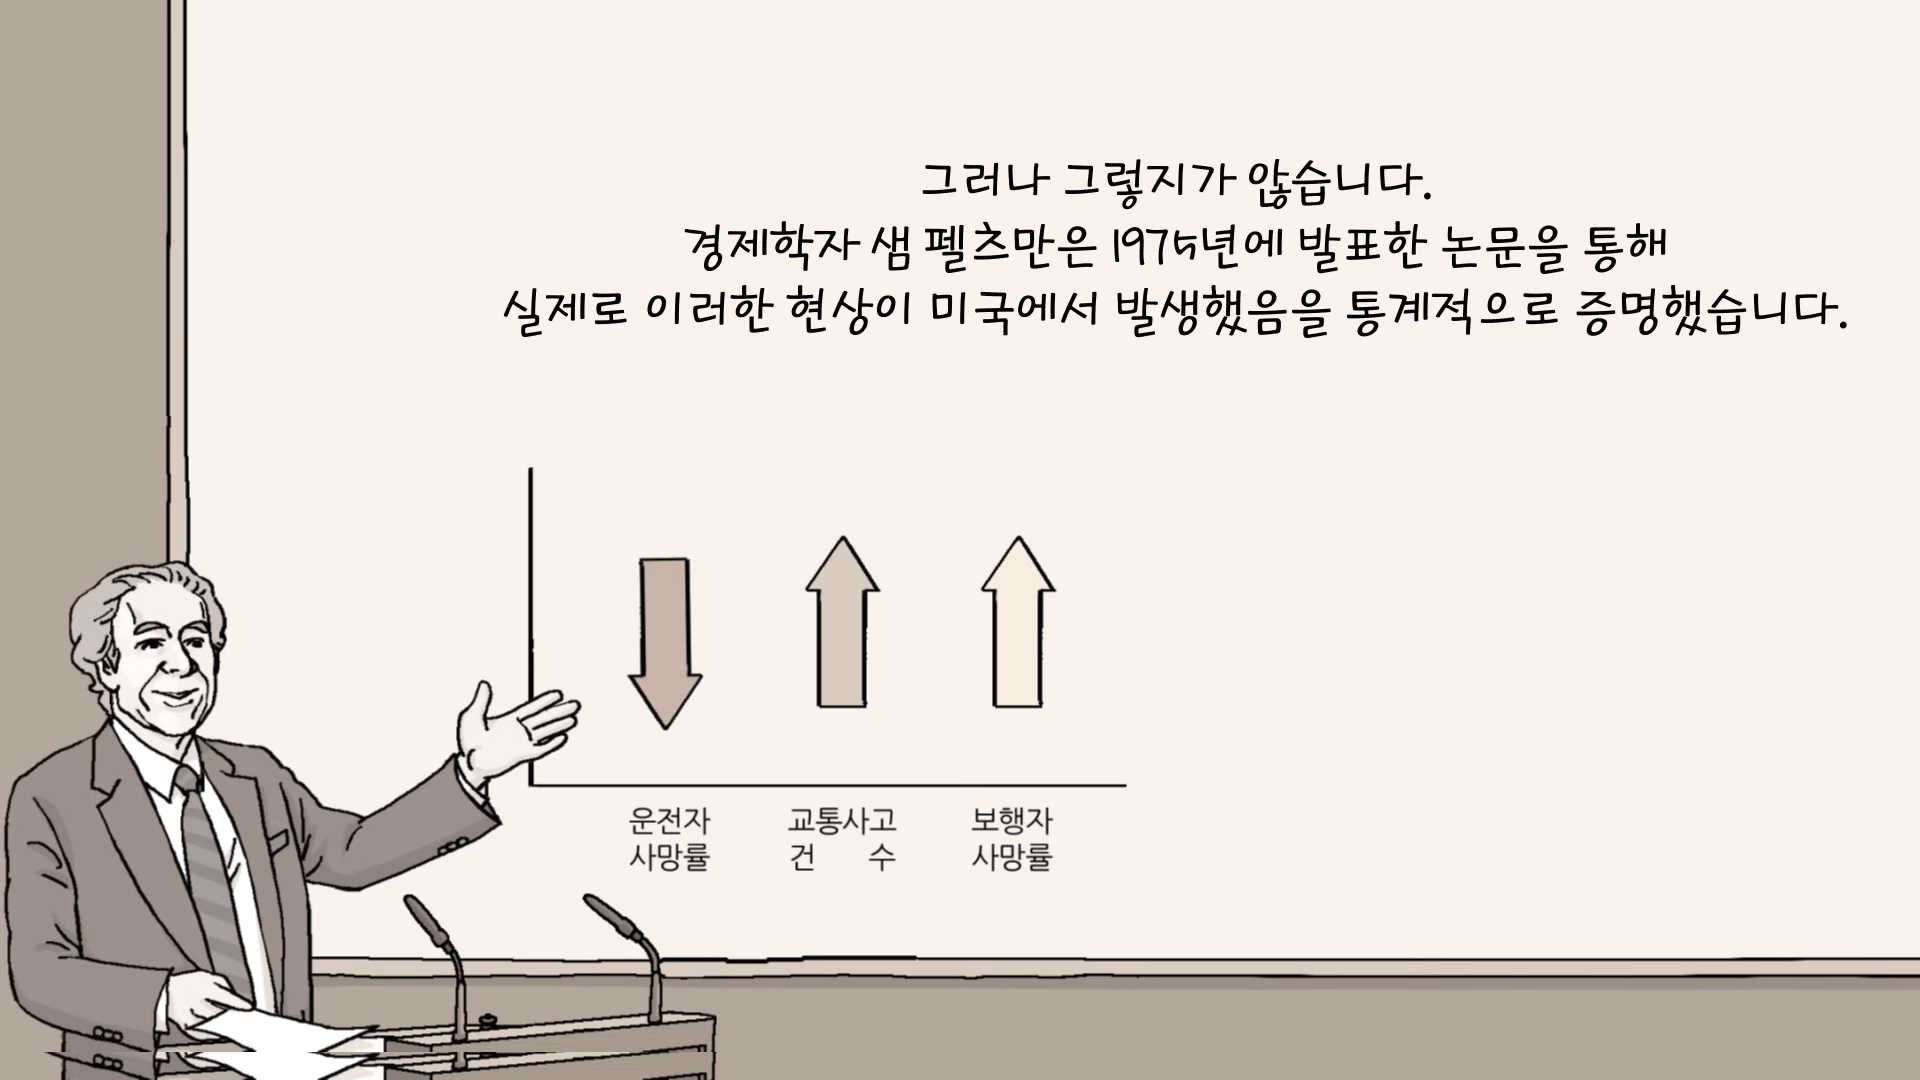 그러나 그렇지가 않습니다.
경제학자 샘 펠츠만은 1975년에 발표한 논문을 통해
실제로 이러한 현상이 미국에서 발생했음을 통계적으로 증명했습니다.
운전자 교통사고 보행자
사망률 건 수 사망률